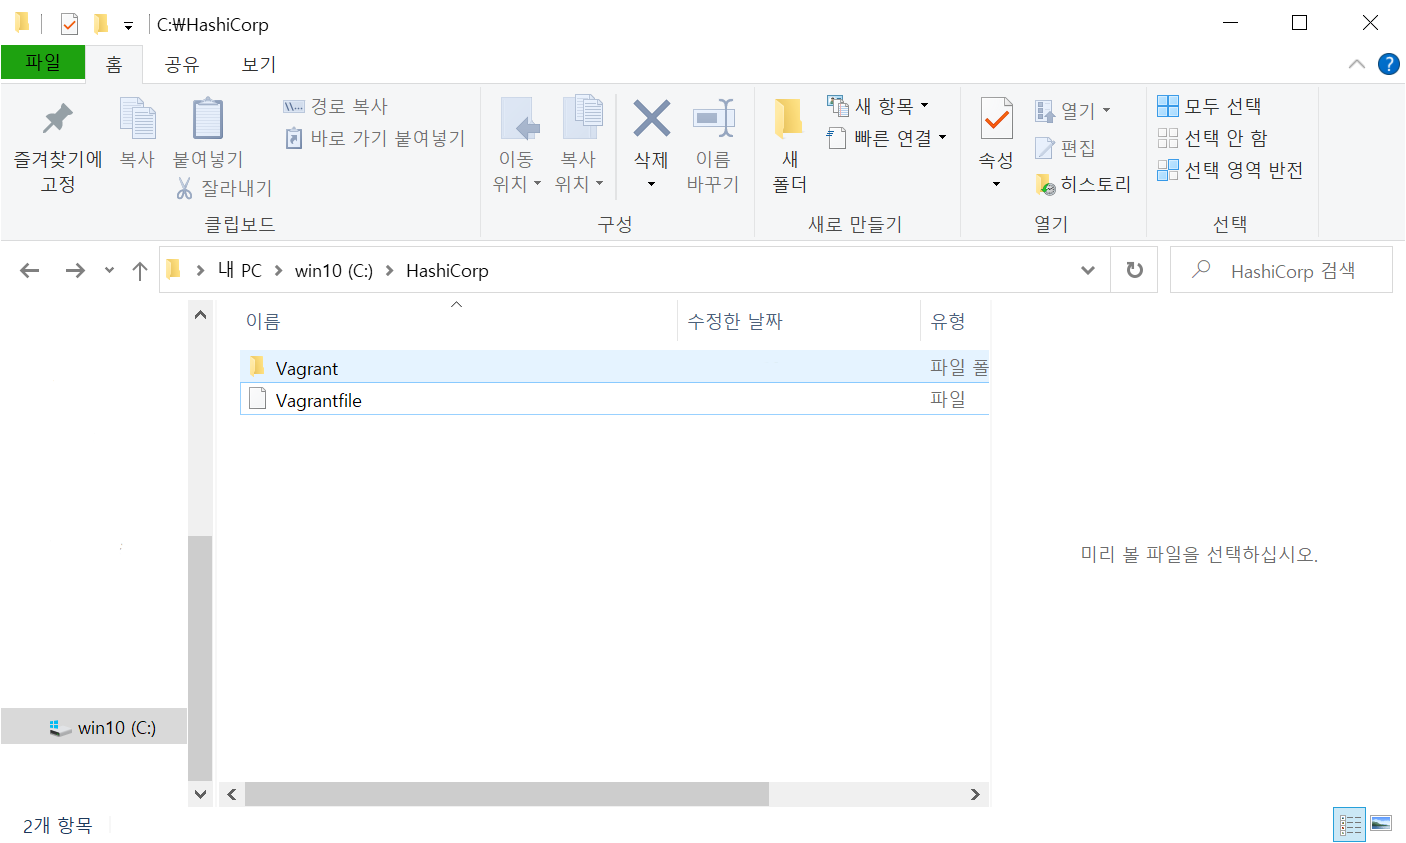 C:₩HashiCorp
파일 홈 공유 보기
즐겨찾기에 고정
복사
붙여넣기
잘라내기
경로 복사
바로 가기 붙여넣기
클립보드
이동 위치
복사 위치
삭제
이름 바꾸기
구성
새 폴더
새 항목
빠른 연결
새로 만들기
속성
열기
편집
히스토리
열기
모두 선택
선택 안 함
선택 영역 반전
선택
내 PC win10 (C:) HashiCorp
HashiCorp 검색
이름 수정한 날짜 유형
Vagrant 파일 폴
Vagrantfile 파일
미리 볼 파일을 선택하십시오.
win10 (C:)
2개 항목